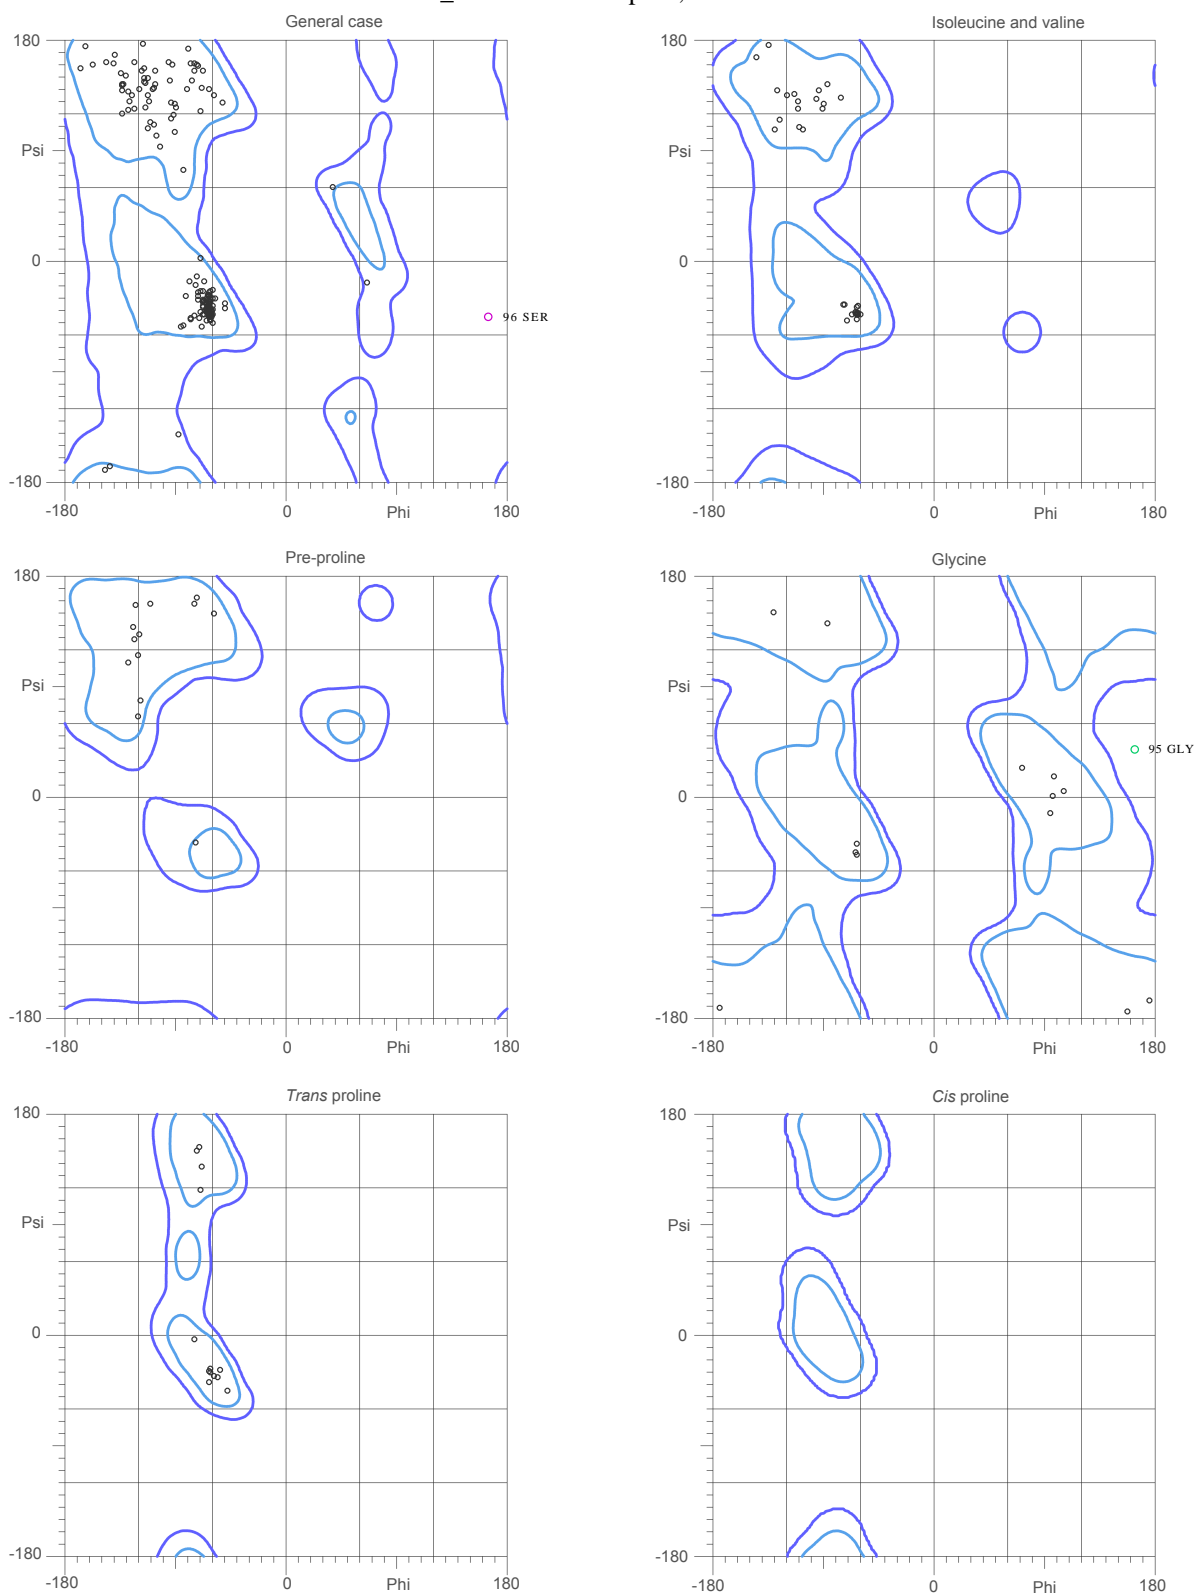 General case
Isoleucine and valine
180
180
Psi
Psi
0
0
96 SER
-180
-180
-180
0
Phi
180
-180
0
Phi
180
Pre-proline
Glycine
180
180
Psi
Psi
95 GLY
0
0
-180
-180
-180
0
Phi
180
-180
0
Phi
180
Trans proline
Cis proline
180
180
Psi
Psi
0
0
-180
-180
-180
0
Phi
180
-180
0
Phi
180